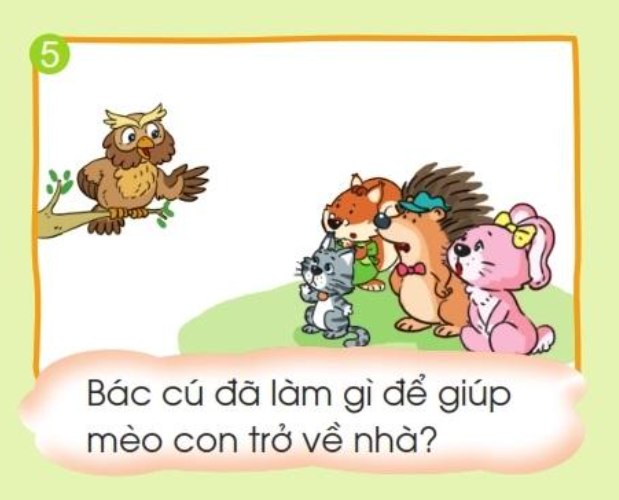 5
Bác cú đã làm gì để giúp
mèo con trở về nhà?